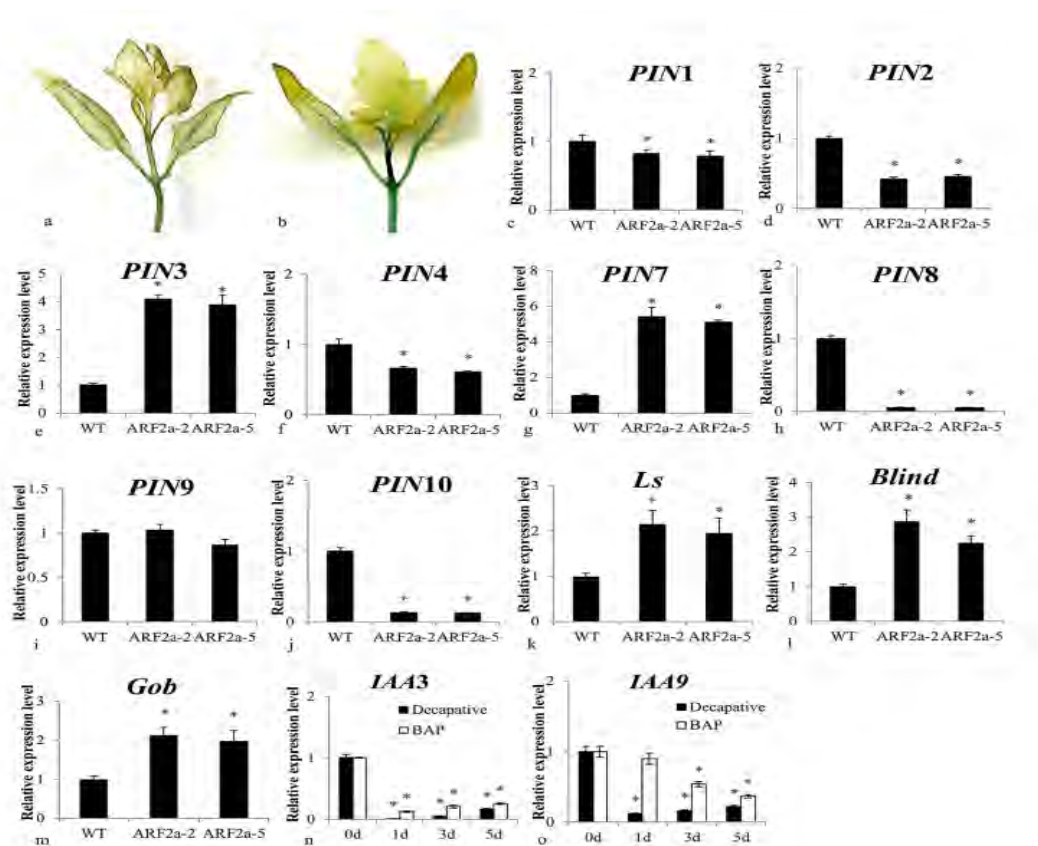 a
b
PIN1
Relative expression level
2
1
0
WT ARF2a-2 ARF2a-5
* *
c
PIN2
Relative expression level
2
1
0
WT ARF2a-2 ARF2a-5
* *
d
PIN3
Relative expression level
5
4
3
2
1
0
WT ARF2a-2 ARF2a-5
* *
e
PIN4
Relative expression level
2
1
0
WT ARF2a-2 ARF2a-5
* *
f
PIN7
Relative expression level
8
6
4
2
0
WT ARF2a-2 ARF2a-5
* *
g
PIN8
Relative expression level
2
1
0
WT ARF2a-2 ARF2a-5
* *
h
PIN9
Relative expression level
1.5
1
0.5
0
WT ARF2a-2 ARF2a-5
i
PIN10
Relative expression level
2
1
0
WT ARF2a-2 ARF2a-5
* *
j
Ls
Relative expression level
3
2
1
0
WT ARF2a-2 ARF2a-5
* *
k
Blind
Relative expression level
4
3
2
1
0
WT ARF2a-2 ARF2a-5
* *
l
Gob
Relative expression level
3
2
1
0
WT ARF2a-2 ARF2a-5
* *
m
IAA3
Relative expression level
2
1
0
Decapative
BAP
* * * * * *
0d 1d 3d 5d
n
IAA9
Relative expression level
2
1
0
Decapative
BAP
* * * * *
0d 1d 3d 5d
o